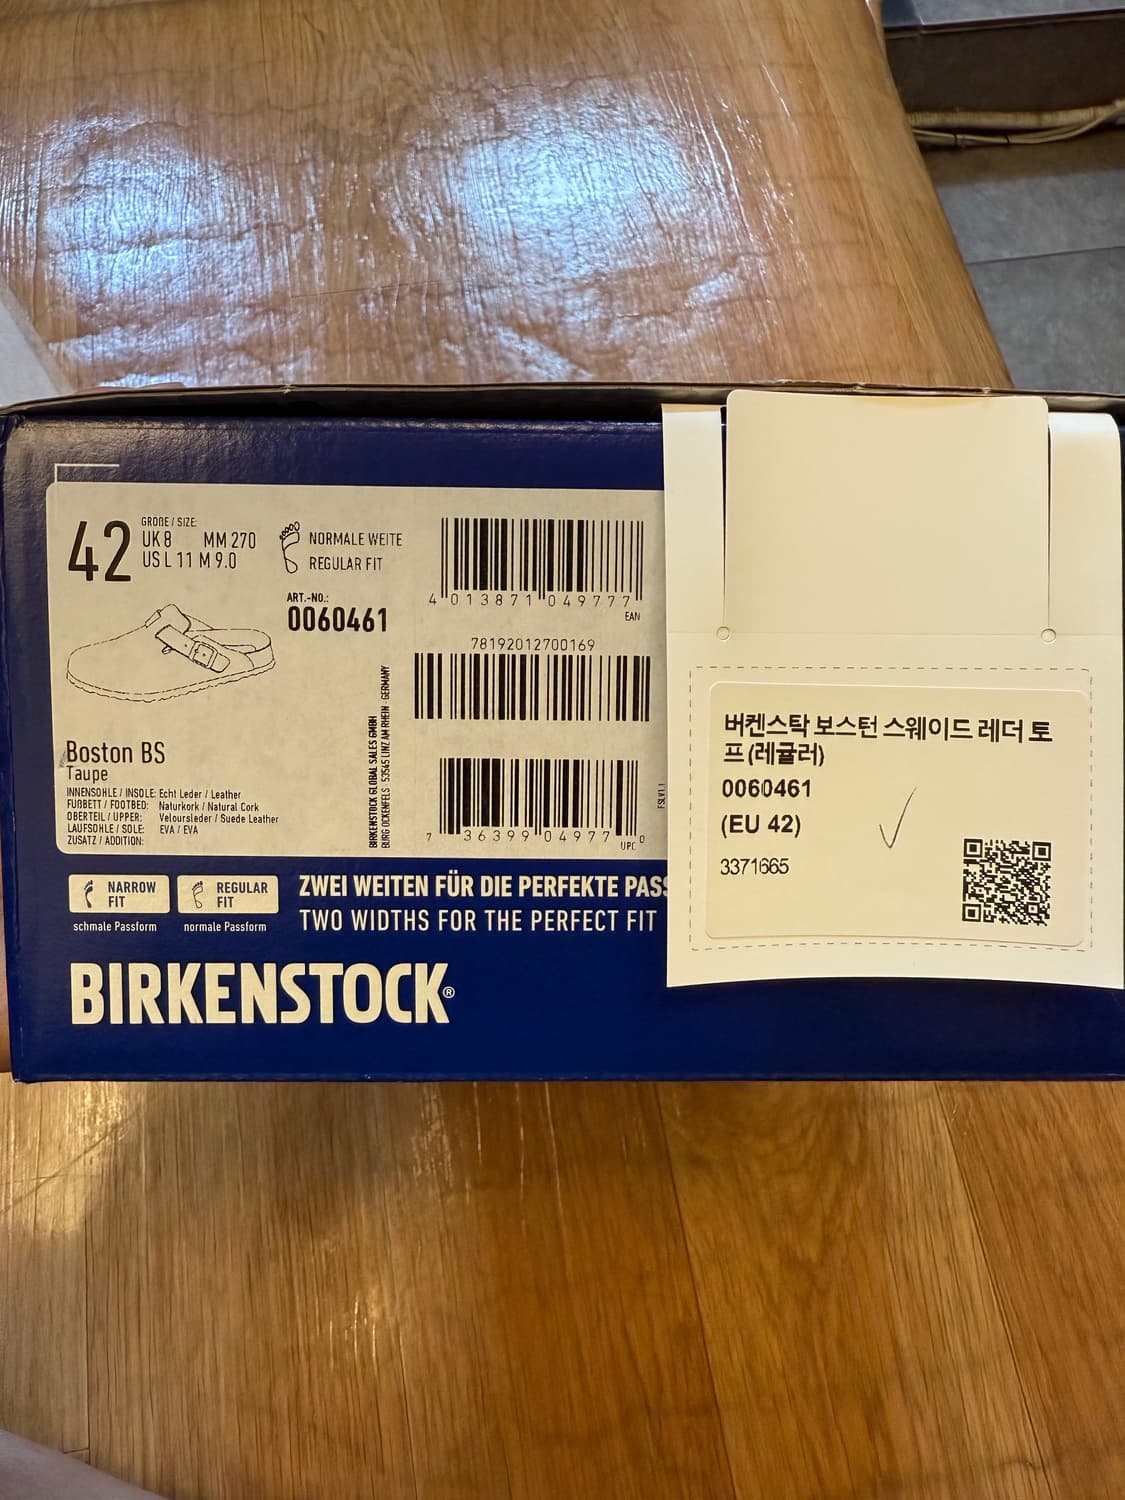 42
GRÖßE / SIZE:
UK 8 MM 270
US L 11 M 9.0
NORMALE WEITE
REGULAR FIT
ART.-NO.:
0060461
4 013871 049777
EAN
78192012700169
7 36399 04977 0
UPC
FSLV1.1
BIRKENSTOCK GLOBAL SALES GMBH
BURG OCKENFELS · 53545 LINZ AM RHEIN · GERMANY
Boston BS
Taupe
INNENSOHLE / INSOLE: Echt Leder / Leather
FUßBETT / FOOTBED: Naturkork / Natural Cork
OBERTEIL / UPPER: Veloursleder / Suede Leather
LAUFSOHLE / SOLE: EVA / EVA
ZUSATZ / ADDITION:
NARROW
FIT
schmale Passform
REGULAR
FIT
normale Passform
ZWEI WEITEN FÜR DIE PERFEKTE PASS
TWO WIDTHS FOR THE PERFECT FIT
BIRKENSTOCK®
버켄스탁 보스턴 스웨이드 레더 토
프 (레귤러)
0060461
(EU 42)
3371665